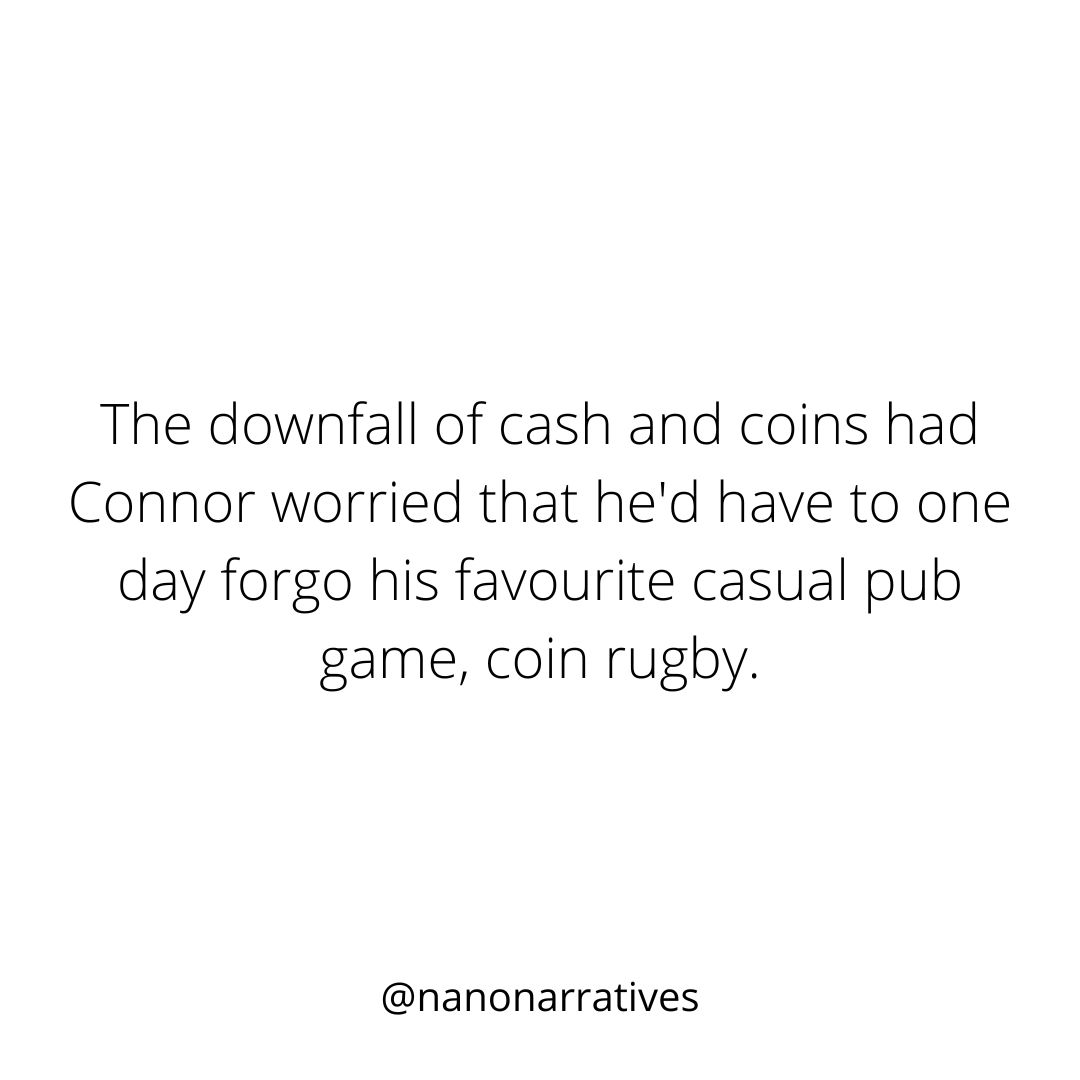 The downfall of cash and coins had
Connor worried that he'd have to one
day forgo his favourite casual pub
game, coin rugby.
@nanonarratives